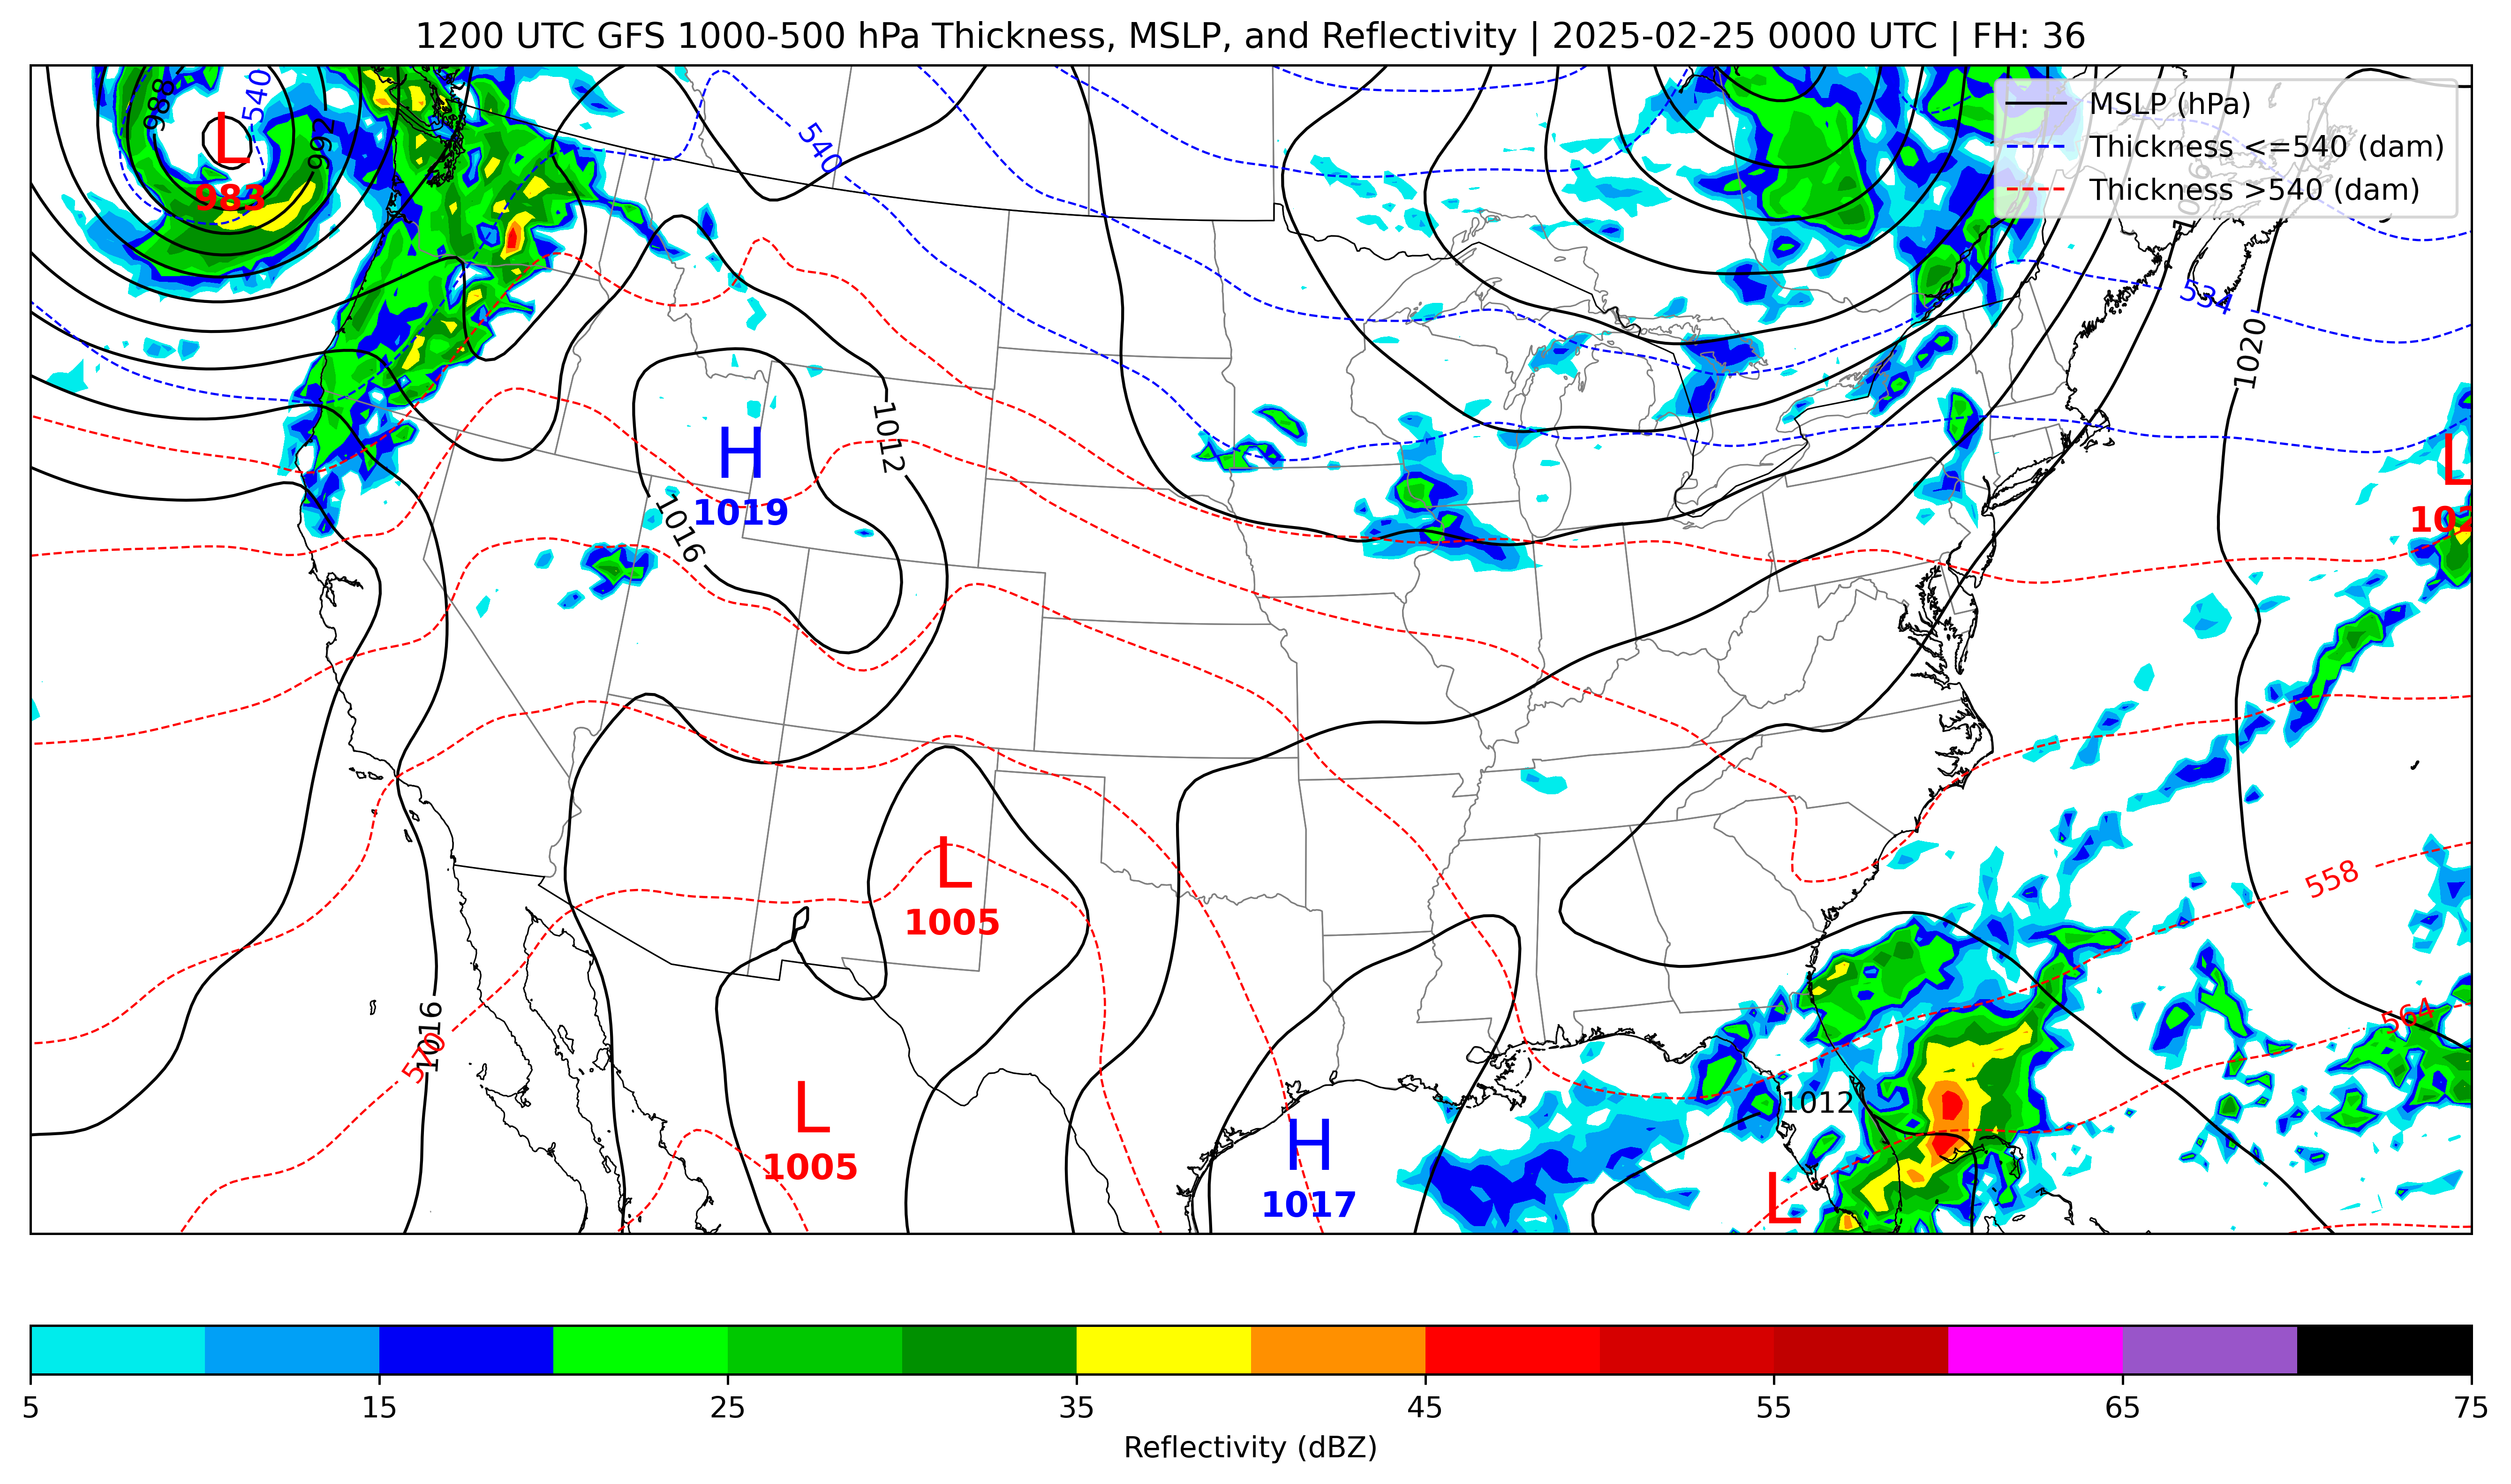 1200 UTC GFS 1000-500 hPa Thickness, MSLP, and Reflectivity | 2025-02-25 0000 UTC | FH: 36
MSLP (hPa)
Thickness <=540 (dam)
Thickness >540 (dam)
988
540
992
L
983
540
534
1020
1012
H
1019
1016
L
102
558
L
1005
1016
570
564
1012
L
1005
H
1017
L
5
15
25
35
45
55
65
75
Reflectivity (dBZ)